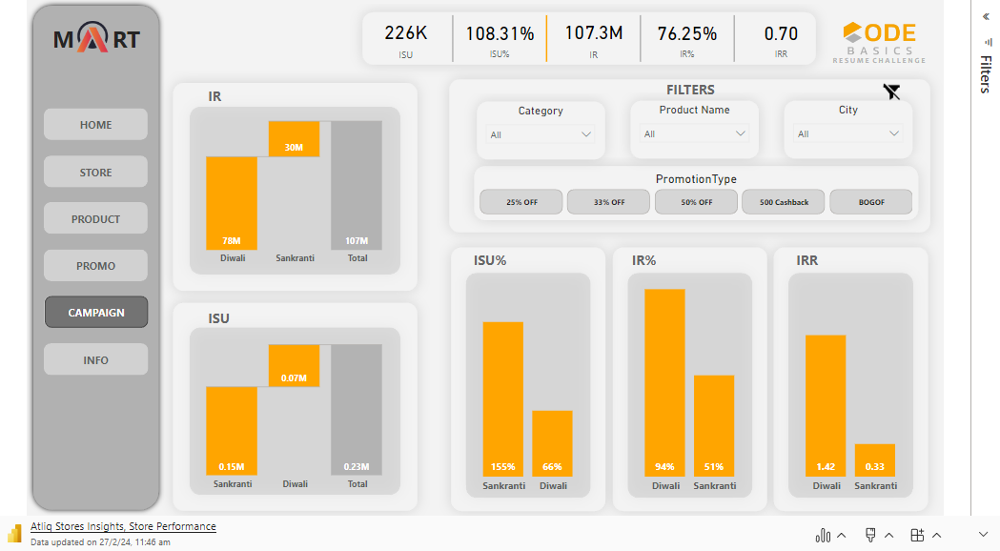 MART
HOME
STORE
PRODUCT
PROMO
CAMPAIGN
INFO
226K
ISU
108.31%
ISU%
107.3M
IR
76.25%
IR%
0.70
IRR
CODE
BASICS
RESUME CHALLENGE
IR
30M
78M
107M
Diwali Sankranti Total
FILTERS
Category
All
Product Name
All
City
All
PromotionType
25% OFF
33% OFF
50% OFF
500 Cashback
BOGOF
ISU
0.07M
0.15M
0.23M
Sankranti Diwali Total
ISU%
155% 66%
Sankranti Diwali
IR%
94% 51%
Diwali Sankranti
IRR
1.42 0.33
Diwali Sankranti
Filters
Atliq Stores Insights, Store Performance
Data updated on 27/2/24, 11:46 am